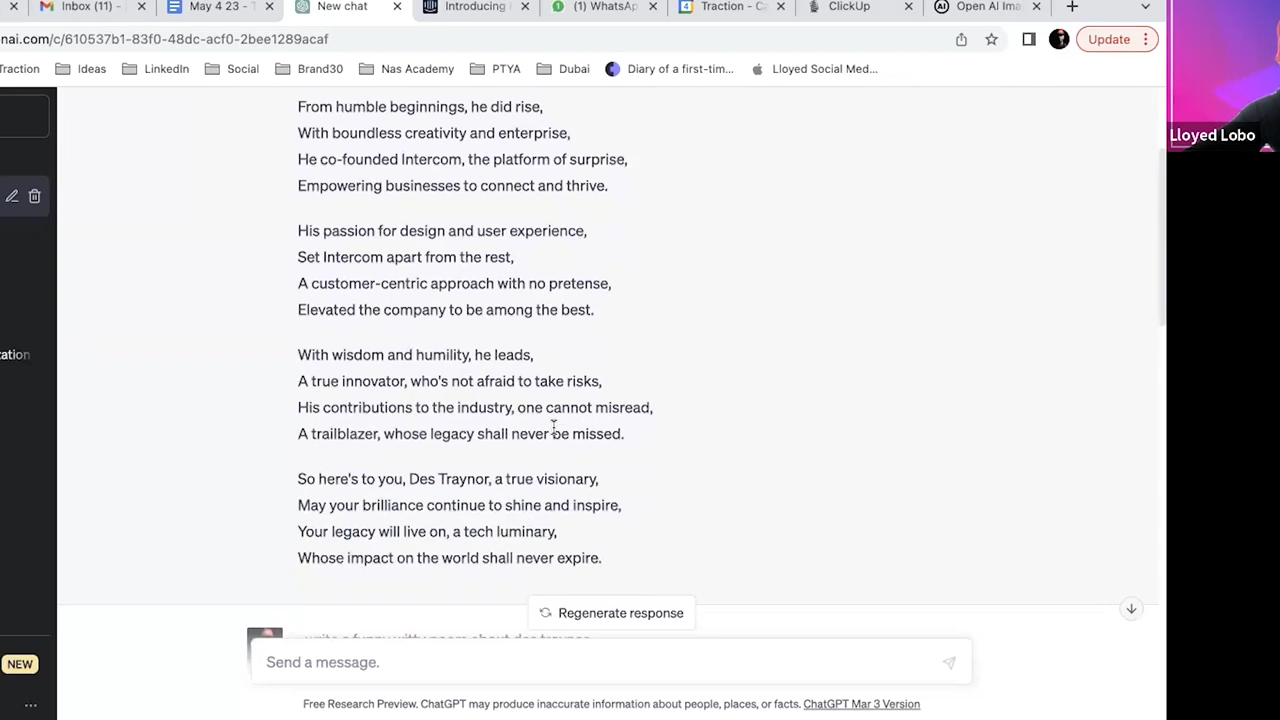 Inbox (11) -
May 4 23 - T
New chat
Introducing
(1) WhatsAp
Traction - C
ClickUp
Open AI Ima
nai.com/c/610537b1-83f0-48dc-acf0-2bee1289acaf
Update
Traction
Ideas
LinkedIn
Social
Brand30
Nas Academy
PTYA
Dubai
Diary of a first-tim...
Lloyed Social Med...
Lloyed Lobo
From humble beginnings, he did rise,
With boundless creativity and enterprise,
He co-founded Intercom, the platform of surprise,
Empowering businesses to connect and thrive.
His passion for design and user experience,
Set Intercom apart from the rest,
A customer-centric approach with no pretense,
Elevated the company to be among the best.
zation
With wisdom and humility, he leads,
A true innovator, who's not afraid to take risks,
His contributions to the industry, one cannot misread,
A trailblazer, whose legacy shall never be missed.
So here's to you, Des Traynor, a true visionary,
May your brilliance continue to shine and inspire,
Your legacy will live on, a tech luminary,
Whose impact on the world shall never expire.
Regenerate response
write a funny witty poem about des traynor
NEW
Send a message.
Free Research Preview. ChatGPT may produce inaccurate information about people, places, or facts. ChatGPT Mar 3 Version